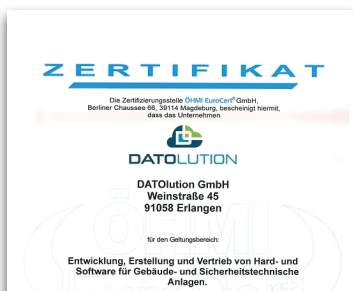 ZERTIFIKAT
Die Zertifizierungsstelle ÖHMI EuroCert® GmbH,
Berliner Chaussee 66, 39114 Magdeburg, bescheinigt hiermit,
dass das Unternehmen
DATOLUTION
DATOlution GmbH
Weinstraße 45
91058 Erlangen
für den Geltungsbereich:
Entwicklung, Erstellung und Vertrieb von Hard- und
Software für Gebäude- und Sicherheitstechnische
Anlagen.
ÖHMI